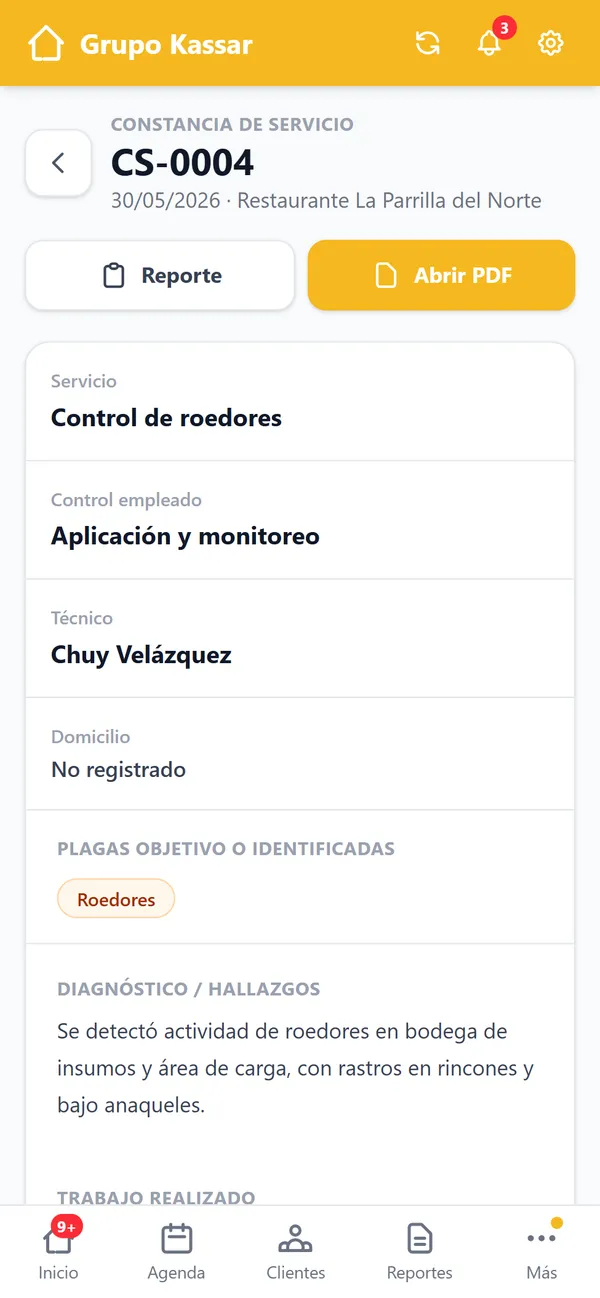 Grupo Kassar
3
CONSTANCIA DE SERVICIO
CS-0004
30/05/2026 · Restaurante La Parrilla del Norte
Reporte
Abrir PDF
Servicio
Control de roedores
Control empleado
Aplicación y monitoreo
Técnico
Chuy Velázquez
Domicilio
No registrado
PLAGAS OBJETIVO O IDENTIFICADAS
Roedores
DIAGNÓSTICO / HALLAZGOS
Se detectó actividad de roedores en bodega de
insumos y área de carga, con rastros en rincones y
bajo anaqueles.
TRABAJO REALIZADO
9+
Inicio
Agenda
Clientes
Reportes
Más